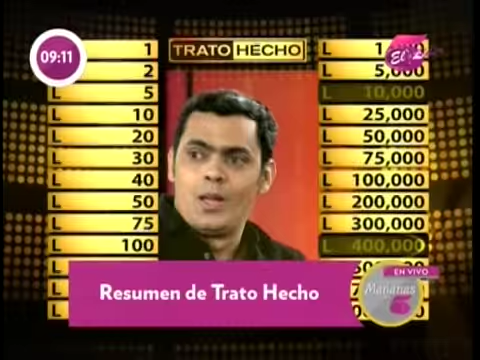 09:11
TRATO HECHO
L 1
L 2
L 5
L 10
L 20
L 30
L 40
L 50
L 75
L 100
L
L
L 5,000
L 10,000
L 25,000
L 50,000
L 75,000
L 100,000
L 200,000
L 300,000
L 400,000
EN VIVO
Mañanas 6
Resumen de Trato Hecho